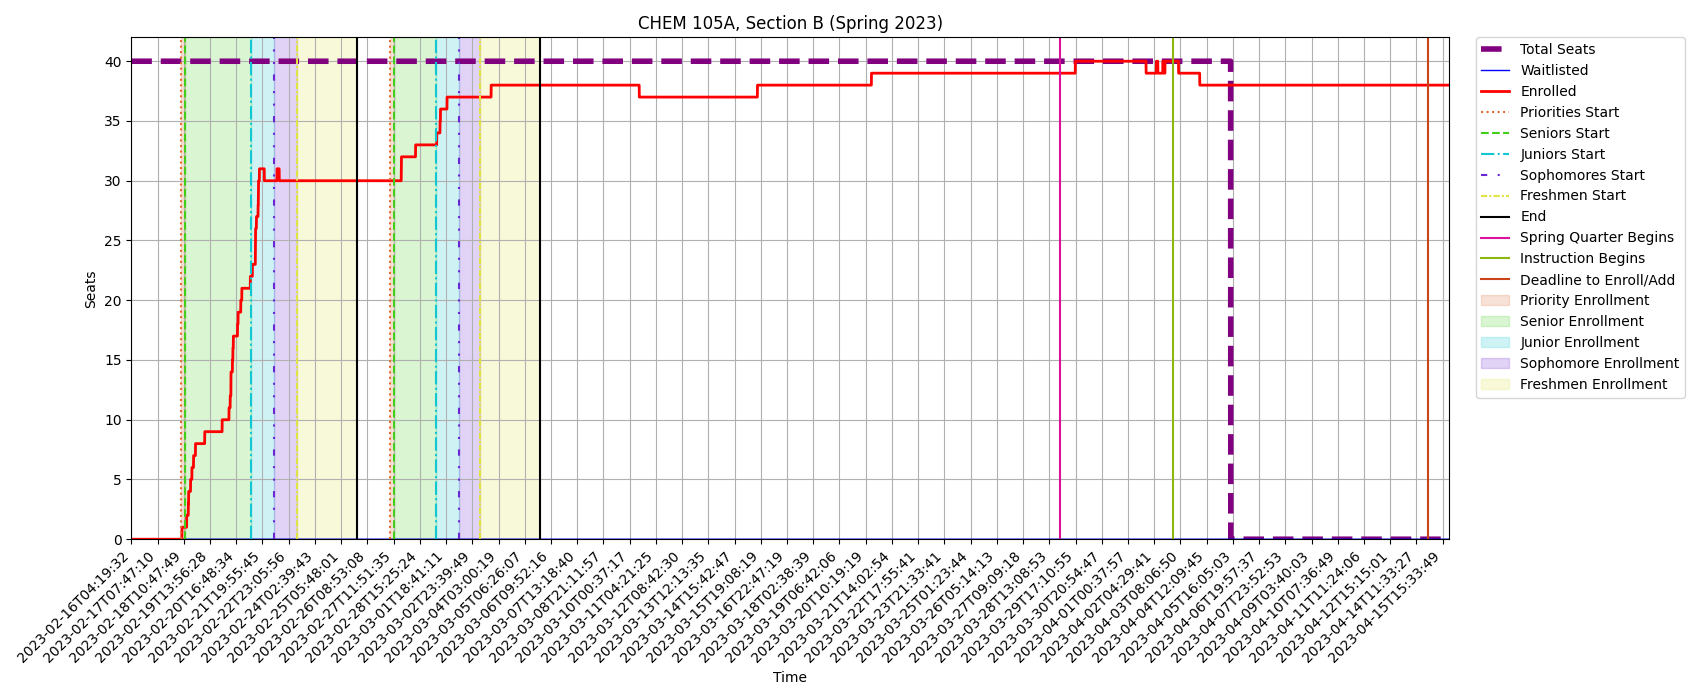 CHEM 105A, Section B (Spring 2023)
Seats
40
35
30
25
20
15
10
5
0
2023-02-16T04:19:32
2023-02-17T07:47:10
2023-02-18T10:47:49
2023-02-19T13:56:28
2023-02-20T16:48:34
2023-02-21T19:55:45
2023-02-22T23:05:56
2023-02-24T02:39:43
2023-02-25T05:48:01
2023-02-26T08:53:08
2023-02-27T11:51:35
2023-02-28T15:25:24
2023-03-01T18:41:11
2023-03-02T23:39:49
2023-03-04T03:00:19
2023-03-05T06:26:07
2023-03-06T09:52:16
2023-03-07T13:18:40
2023-03-08T21:11:57
2023-03-10T00:37:17
2023-03-11T04:21:25
2023-03-12T08:42:30
2023-03-13T12:13:35
2023-03-14T15:42:47
2023-03-15T19:08:19
2023-03-16T22:47:19
2023-03-18T02:38:39
2023-03-19T06:42:06
2023-03-20T10:19:19
2023-03-21T14:02:54
2023-03-22T17:55:41
2023-03-23T21:33:41
2023-03-25T01:23:44
2023-03-26T05:14:13
2023-03-27T09:09:18
2023-03-28T13:08:53
2023-03-29T17:10:55
2023-03-30T20:54:47
2023-04-01T00:37:57
2023-04-02T04:29:41
2023-04-03T08:06:50
2023-04-04T12:09:45
2023-04-05T16:05:03
2023-04-06T19:57:37
2023-04-07T23:52:53
2023-04-09T03:40:03
2023-04-10T07:36:49
2023-04-11T11:24:06
2023-04-12T15:15:01
2023-04-14T11:33:27
2023-04-15T15:33:49
Time
Total Seats
Waitlisted
Enrolled
Priorities Start
Seniors Start
Juniors Start
Sophomores Start
Freshmen Start
End
Spring Quarter Begins
Instruction Begins
Deadline to Enroll/Add
Priority Enrollment
Senior Enrollment
Junior Enrollment
Sophomore Enrollment
Freshmen Enrollment